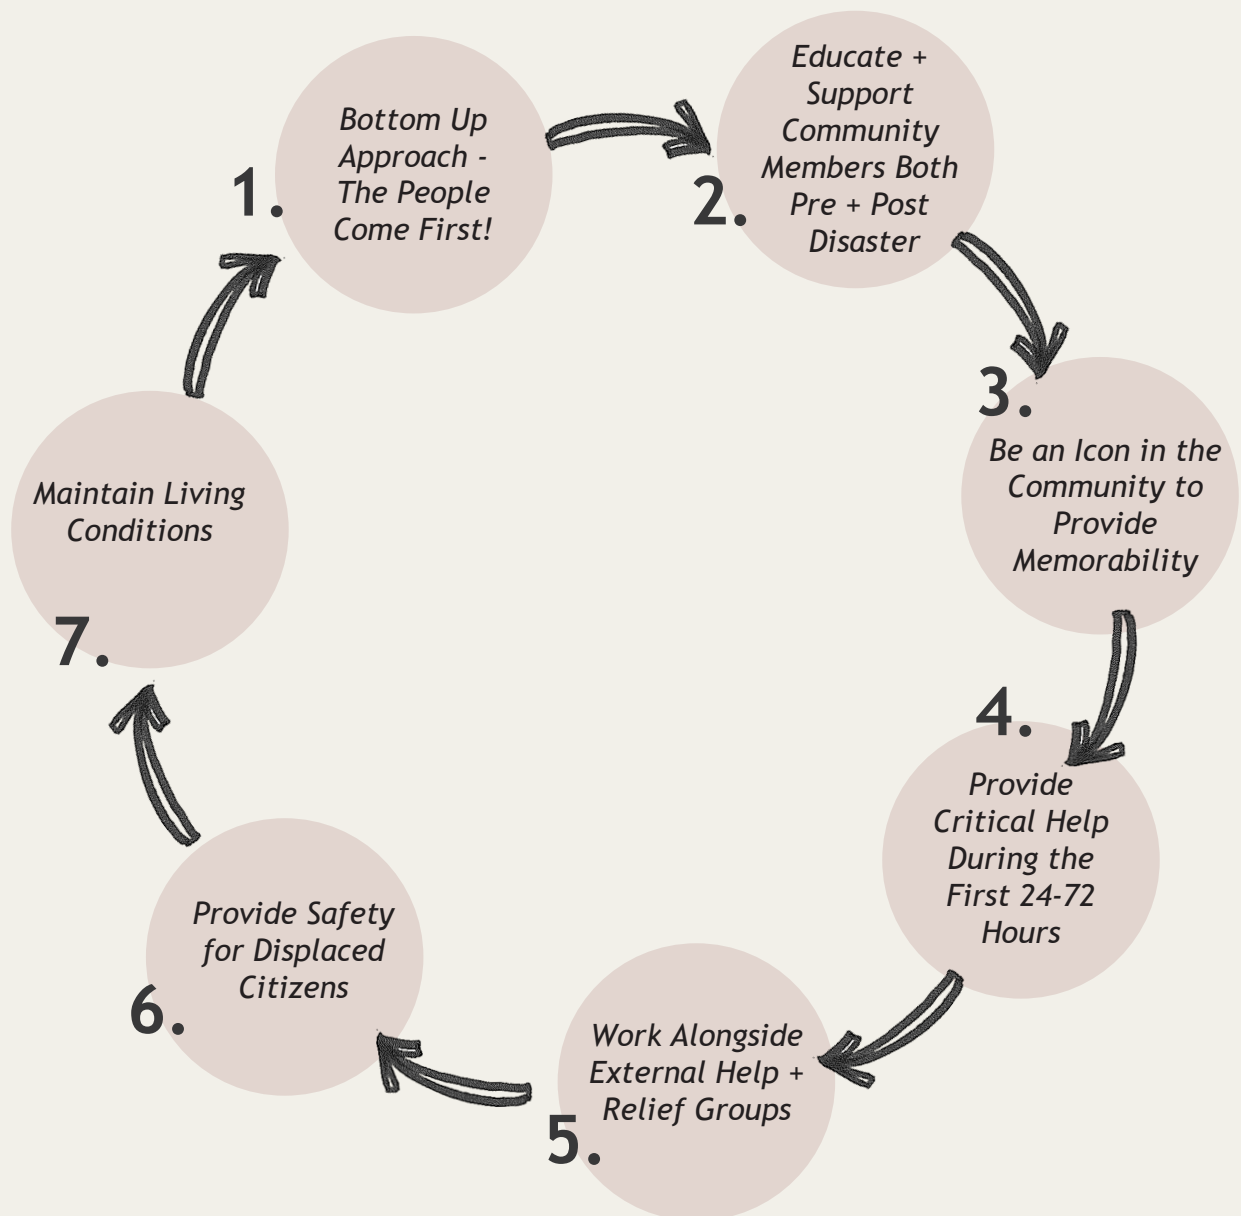 1.
Bottom Up
Approach -
The People
Come First!
2.
Educate +
Support
Community
Members Both
Pre + Post
Disaster
3.
Be an Icon in the
Community to
Provide
Memorability
4.
Provide
Critical Help
During the
First 24-72
Hours
5.
Work Alongside
External Help +
Relief Groups
6.
Provide Safety
for Displaced
Citizens
7.
Maintain Living
Conditions